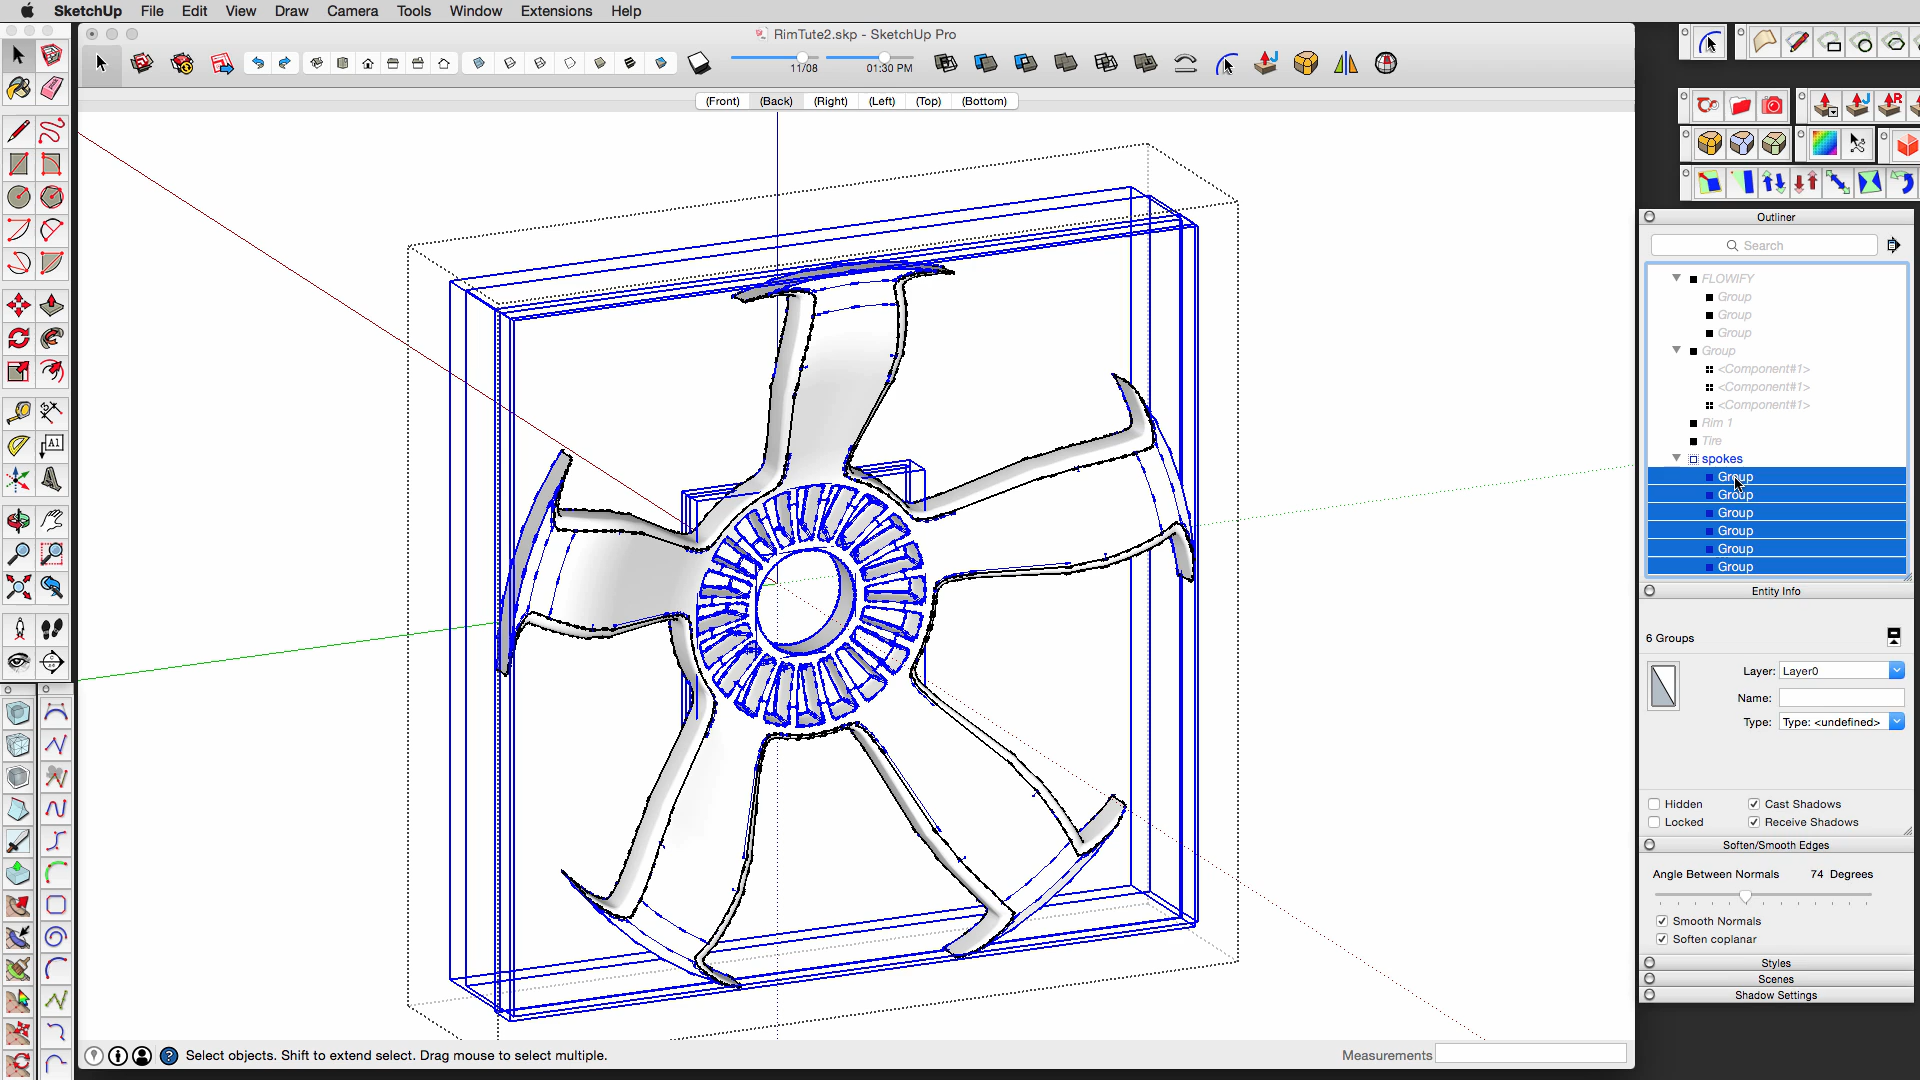 SketchUp File Edit View Draw Camera Tools Window Extensions Help
RimTute2.skp - SketchUp Pro
11/08 01:30 PM
(Front) (Back) (Right) (Left) (Top) (Bottom)
A1
J R
Outliner
Search
FLOWIFY
Group
Group
Group
Group
<Component#1>
<Component#1>
<Component#1>
Rim 1
Tire
spokes
Group
Group
Group
Group
Group
Group
Entity Info
6 Groups
Layer: Layer0
Name:
Type: Type: <undefined>
Hidden Cast Shadows
Locked Receive Shadows
Soften/Smooth Edges
Angle Between Normals 74 Degrees
Smooth Normals
Soften coplanar
Styles
Scenes
Shadow Settings
Select objects. Shift to extend select. Drag mouse to select multiple.
Measurements